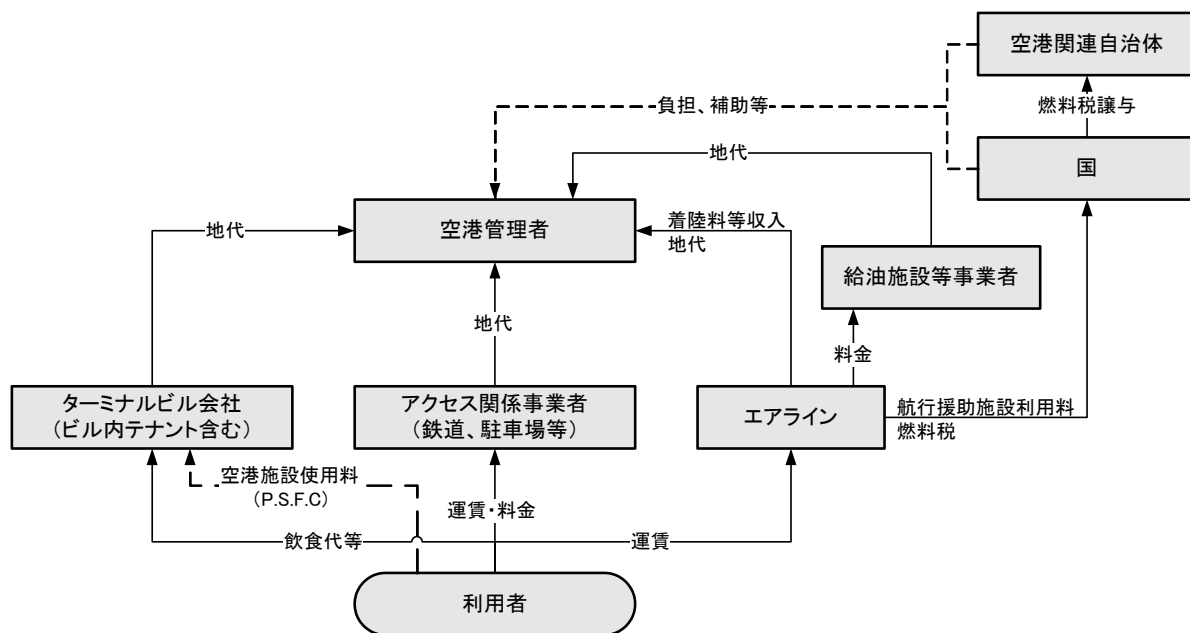 空港関連自治体
負担、補助等
燃料税譲与
地代
国
空港管理者
着陸料等収入
地代
地代
給油施設等事業者
地代
料金
ターミナルビル会社
（ビル内テナント含む）
アクセス関係事業者
（鉄道、駐車場等）
エアライン
航行援助施設利用料
燃料税
空港施設使用料
（P.S.F.C）
運賃・料金
飲食代等
運賃
利用者